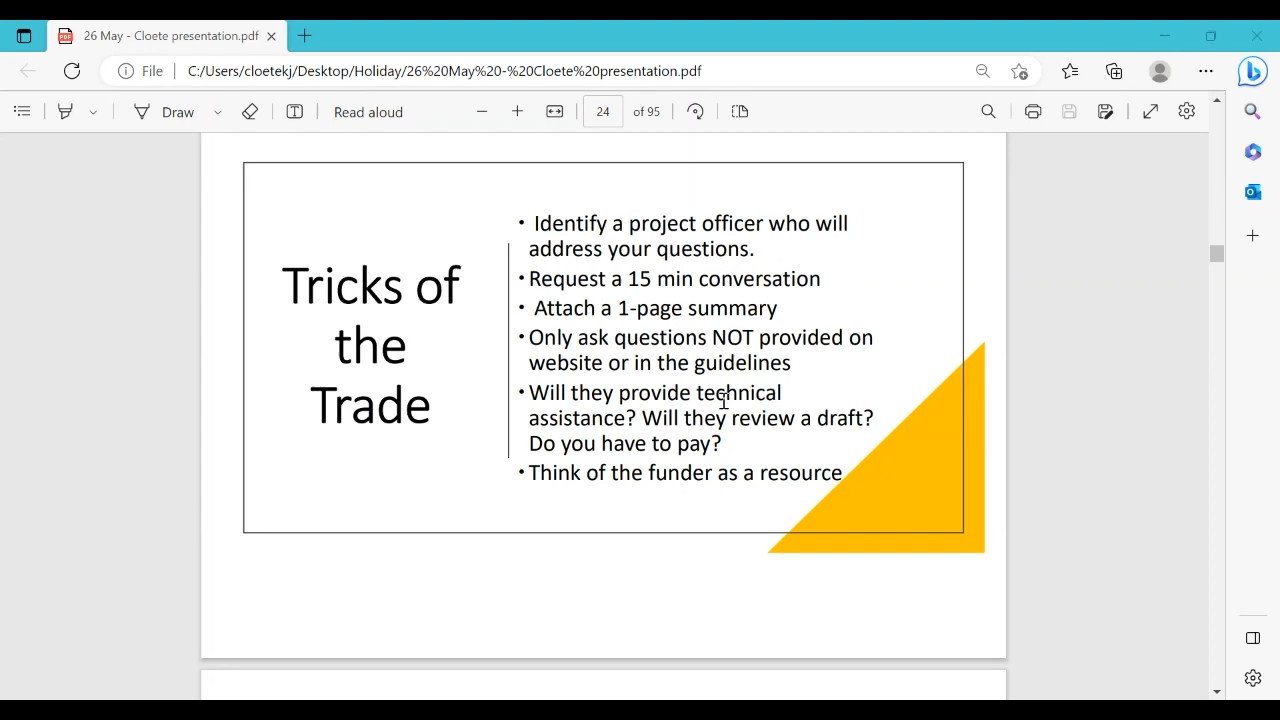 26 May - Cloete presentation.pdf
File
C:/Users/cloetekj/Desktop/Holiday/26%20May%20-%20Cloete%20presentation.pdf
Draw
Read aloud
24
of 95
Tricks of
the
Trade
• Identify a project officer who will
address your questions.
• Request a 15 min conversation
• Attach a 1-page summary
• Only ask questions NOT provided on
website or in the guidelines
• Will they provide technical
assistance? Will they review a draft?
Do you have to pay?
• Think of the funder as a resource